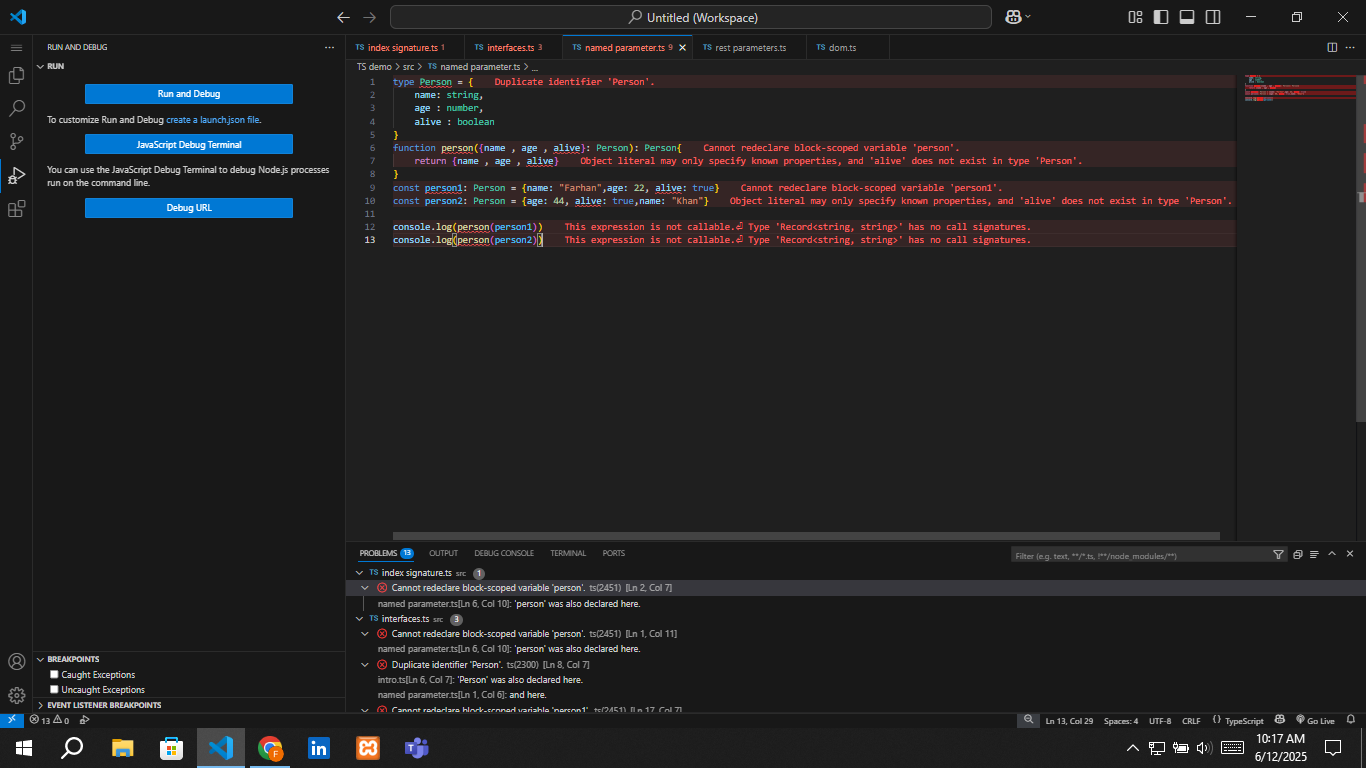 Untitled (Workspace)
RUN AND DEBUG
RUN
Run and Debug
To customize Run and Debug create a launch.json file.
JavaScript Debug Terminal
You can use the JavaScript Debug Terminal to debug Node.js processes
run on the command line.
Debug URL
BREAKPOINTS
Caught Exceptions
Uncaught Exceptions
EVENT LISTENER BREAKPOINTS
TS index signature.ts 1 TS interfaces.ts 3 TS named parameter.ts 9 TS rest parameters.ts TS dom.ts
TS demo > src > TS named parameter.ts > ...
1 type Person = { Duplicate identifier 'Person'.
2 name: string,
3 age : number,
4 alive : boolean
5 }
6 function person({name , age , alive}: Person): Person{ Cannot redeclare block-scoped variable 'person'.
7 return {name , age , alive} Object literal may only specify known properties, and 'alive' does not exist in type 'Person'.
8 }
9 const person1: Person = {name: "Farhan",age: 22, alive: true} Cannot redeclare block-scoped variable 'person1'.
10 const person2: Person = {age: 44, alive: true,name: "Khan"} Object literal may only specify known properties, and 'alive' does not exist in type 'Person'.
11
12 console.log(person(person1)) This expression is not callable.⏎ Type 'Record<string, string>' has no call signatures.
13 console.log(person(person2)) This expression is not callable.⏎ Type 'Record<string, string>' has no call signatures.
PROBLEMS 13 OUTPUT DEBUG CONSOLE TERMINAL PORTS Filter (e.g. text, **/*.ts, !**/node_modules/**)
TS index signature.ts src 1
Cannot redeclare block-scoped variable 'person'. ts(2451) [Ln 2, Col 7]
named parameter.ts[Ln 6, Col 10]: 'person' was also declared here.
TS interfaces.ts src 3
Cannot redeclare block-scoped variable 'person'. ts(2451) [Ln 1, Col 11]
named parameter.ts[Ln 6, Col 10]: 'person' was also declared here.
Duplicate identifier 'Person'. ts(2300) [Ln 8, Col 7]
intro.ts[Ln 6, Col 7]: 'Person' was also declared here.
named parameter.ts[Ln 1, Col 6]: and here.
Cannot redeclare block-scoped variable 'person1'. ts(2451) [Ln 17, Col 7]
13 0 Ln 13, Col 29 Spaces: 4 UTF-8 CRLF {} TypeScript Go Live
10:17 AM
6/12/2025